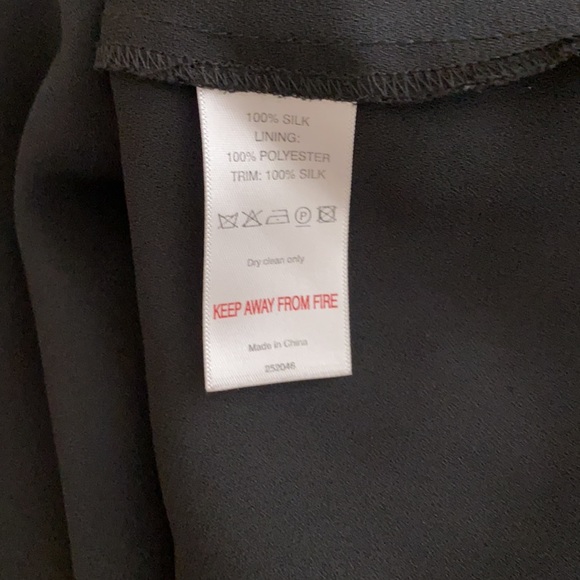 100% SILK
LINING:
100% POLYESTER
TRIM: 100% SILK
P
Dry clean only
KEEP AWAY FROM FIRE
Made in China
252046